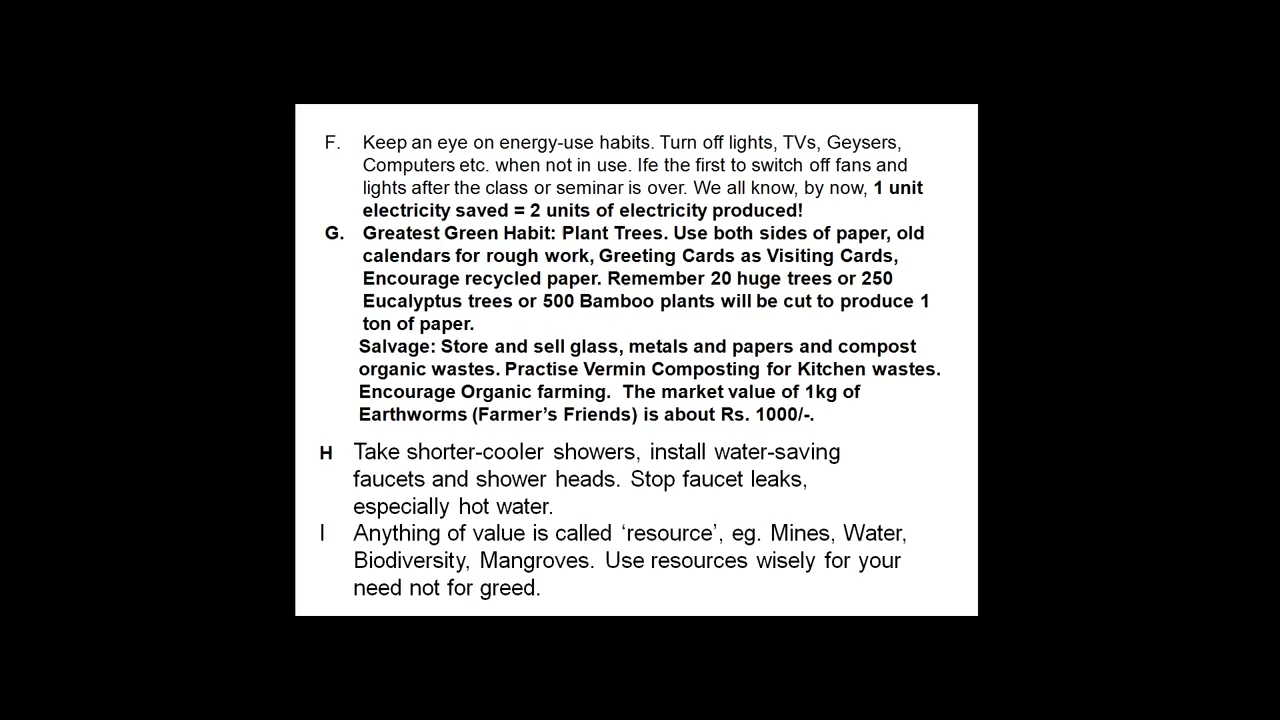 F. Keep an eye on energy-use habits. Turn off lights, TVs, Geysers,
Computers etc. when not in use. Ife the first to switch off fans and
lights after the class or seminar is over. We all know, by now, 1 unit
electricity saved = 2 units of electricity produced!
G. Greatest Green Habit: Plant Trees. Use both sides of paper, old
calendars for rough work, Greeting Cards as Visiting Cards,
Encourage recycled paper. Remember 20 huge trees or 250
Eucalyptus trees or 500 Bamboo plants will be cut to produce 1
ton of paper.
Salvage: Store and sell glass, metals and papers and compost
organic wastes. Practise Vermin Composting for Kitchen wastes.
Encourage Organic farming. The market value of 1kg of
Earthworms (Farmer’s Friends) is about Rs. 1000/-.
H Take shorter-cooler showers, install water-saving
faucets and shower heads. Stop faucet leaks,
especially hot water.
I Anything of value is called ‘resource’, eg. Mines, Water,
Biodiversity, Mangroves. Use resources wisely for your
need not for greed.